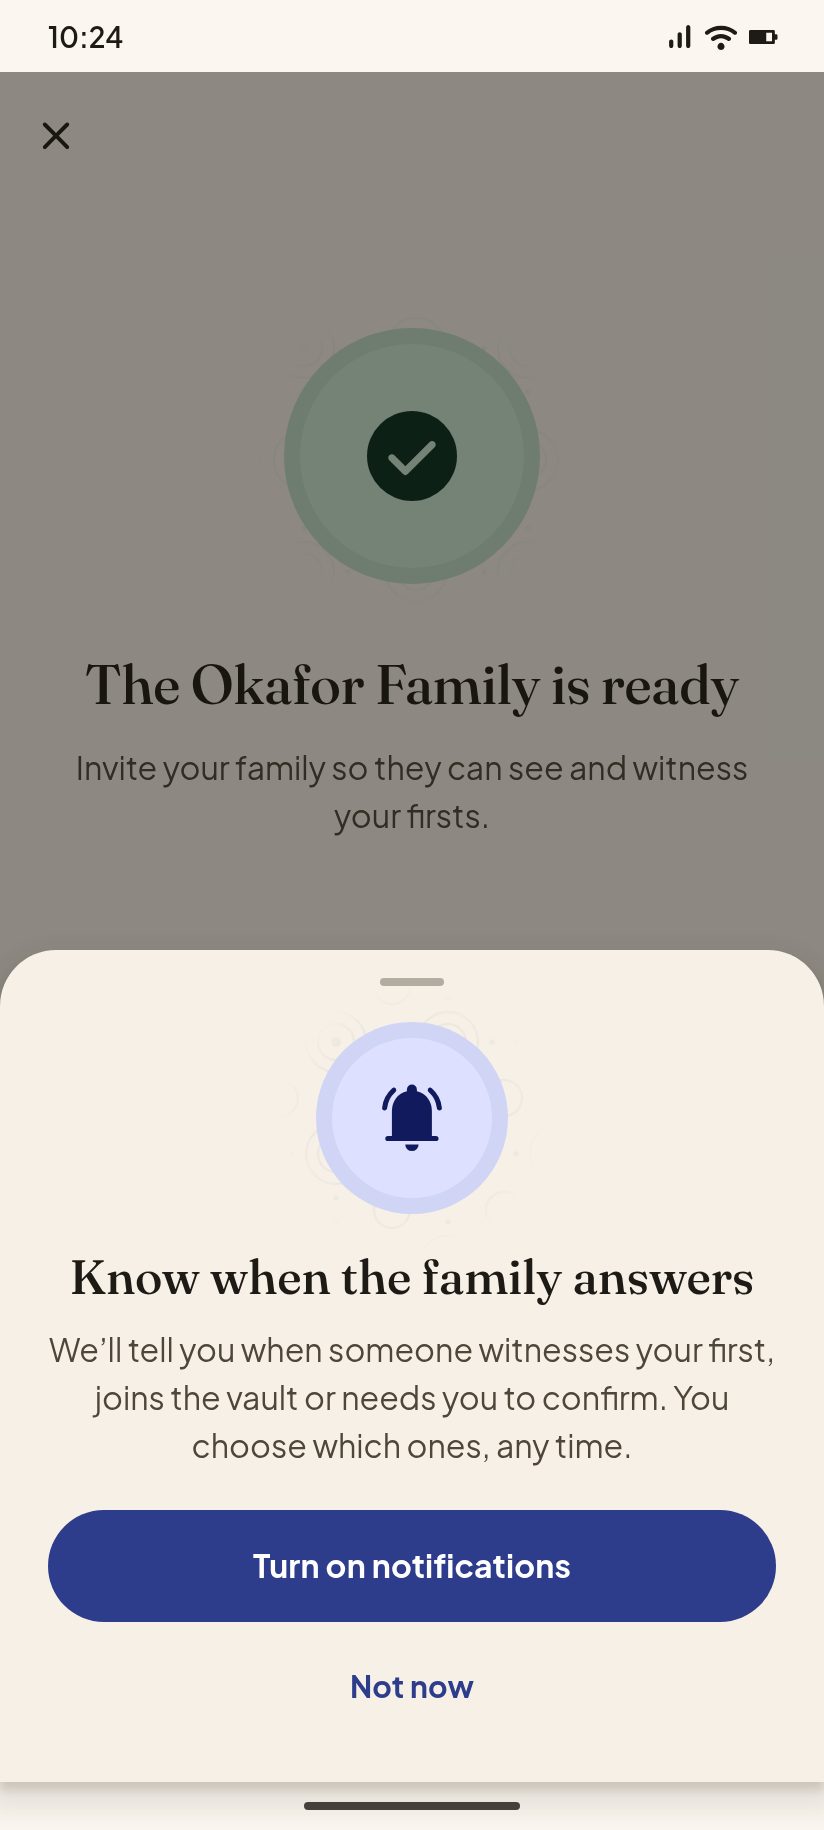 10:24
The Okafor Family is ready
Invite your family so they can see and witness
your firsts.
Know when the family answers
We’ll tell you when someone witnesses your first,
joins the vault or needs you to confirm. You
choose which ones, any time.
Turn on notifications
Not now